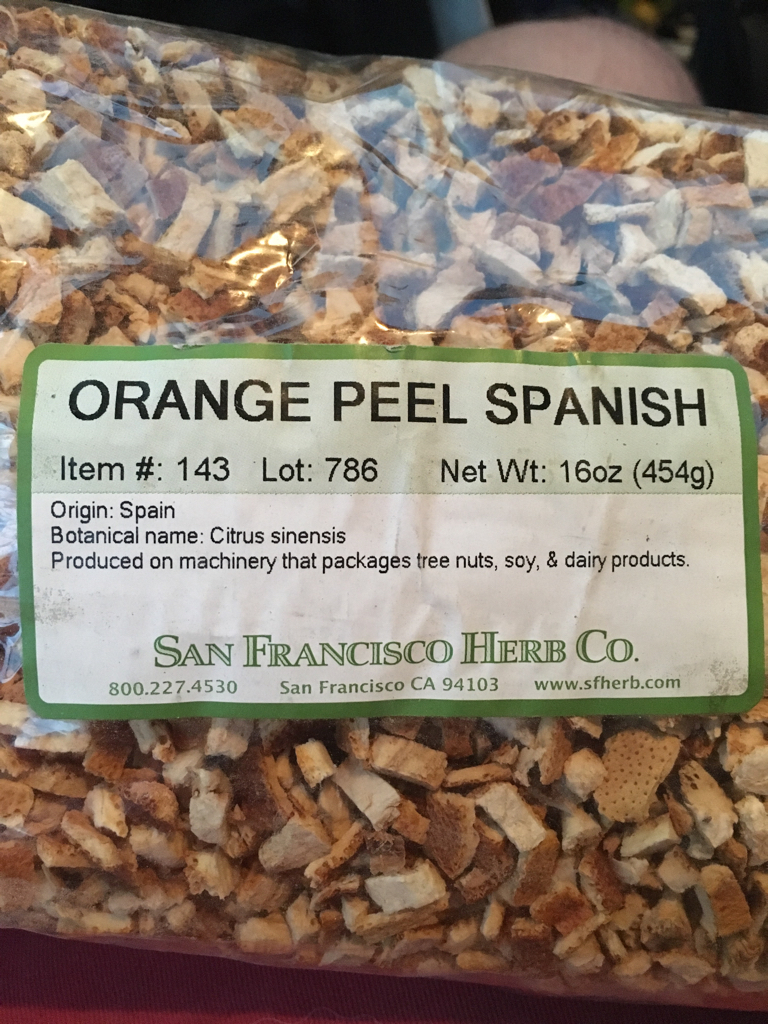 ORANGE PEEL SPANISH
Item #: 143 Lot: 786 Net Wt: 16oz (454g)
Origin: Spain
Botanical name: Citrus sinensis
Produced on machinery that packages tree nuts, soy, & dairy products.
SAN FRANCISCO HERB CO.
800.227.4530 San Francisco CA 94103 www.sfherb.com